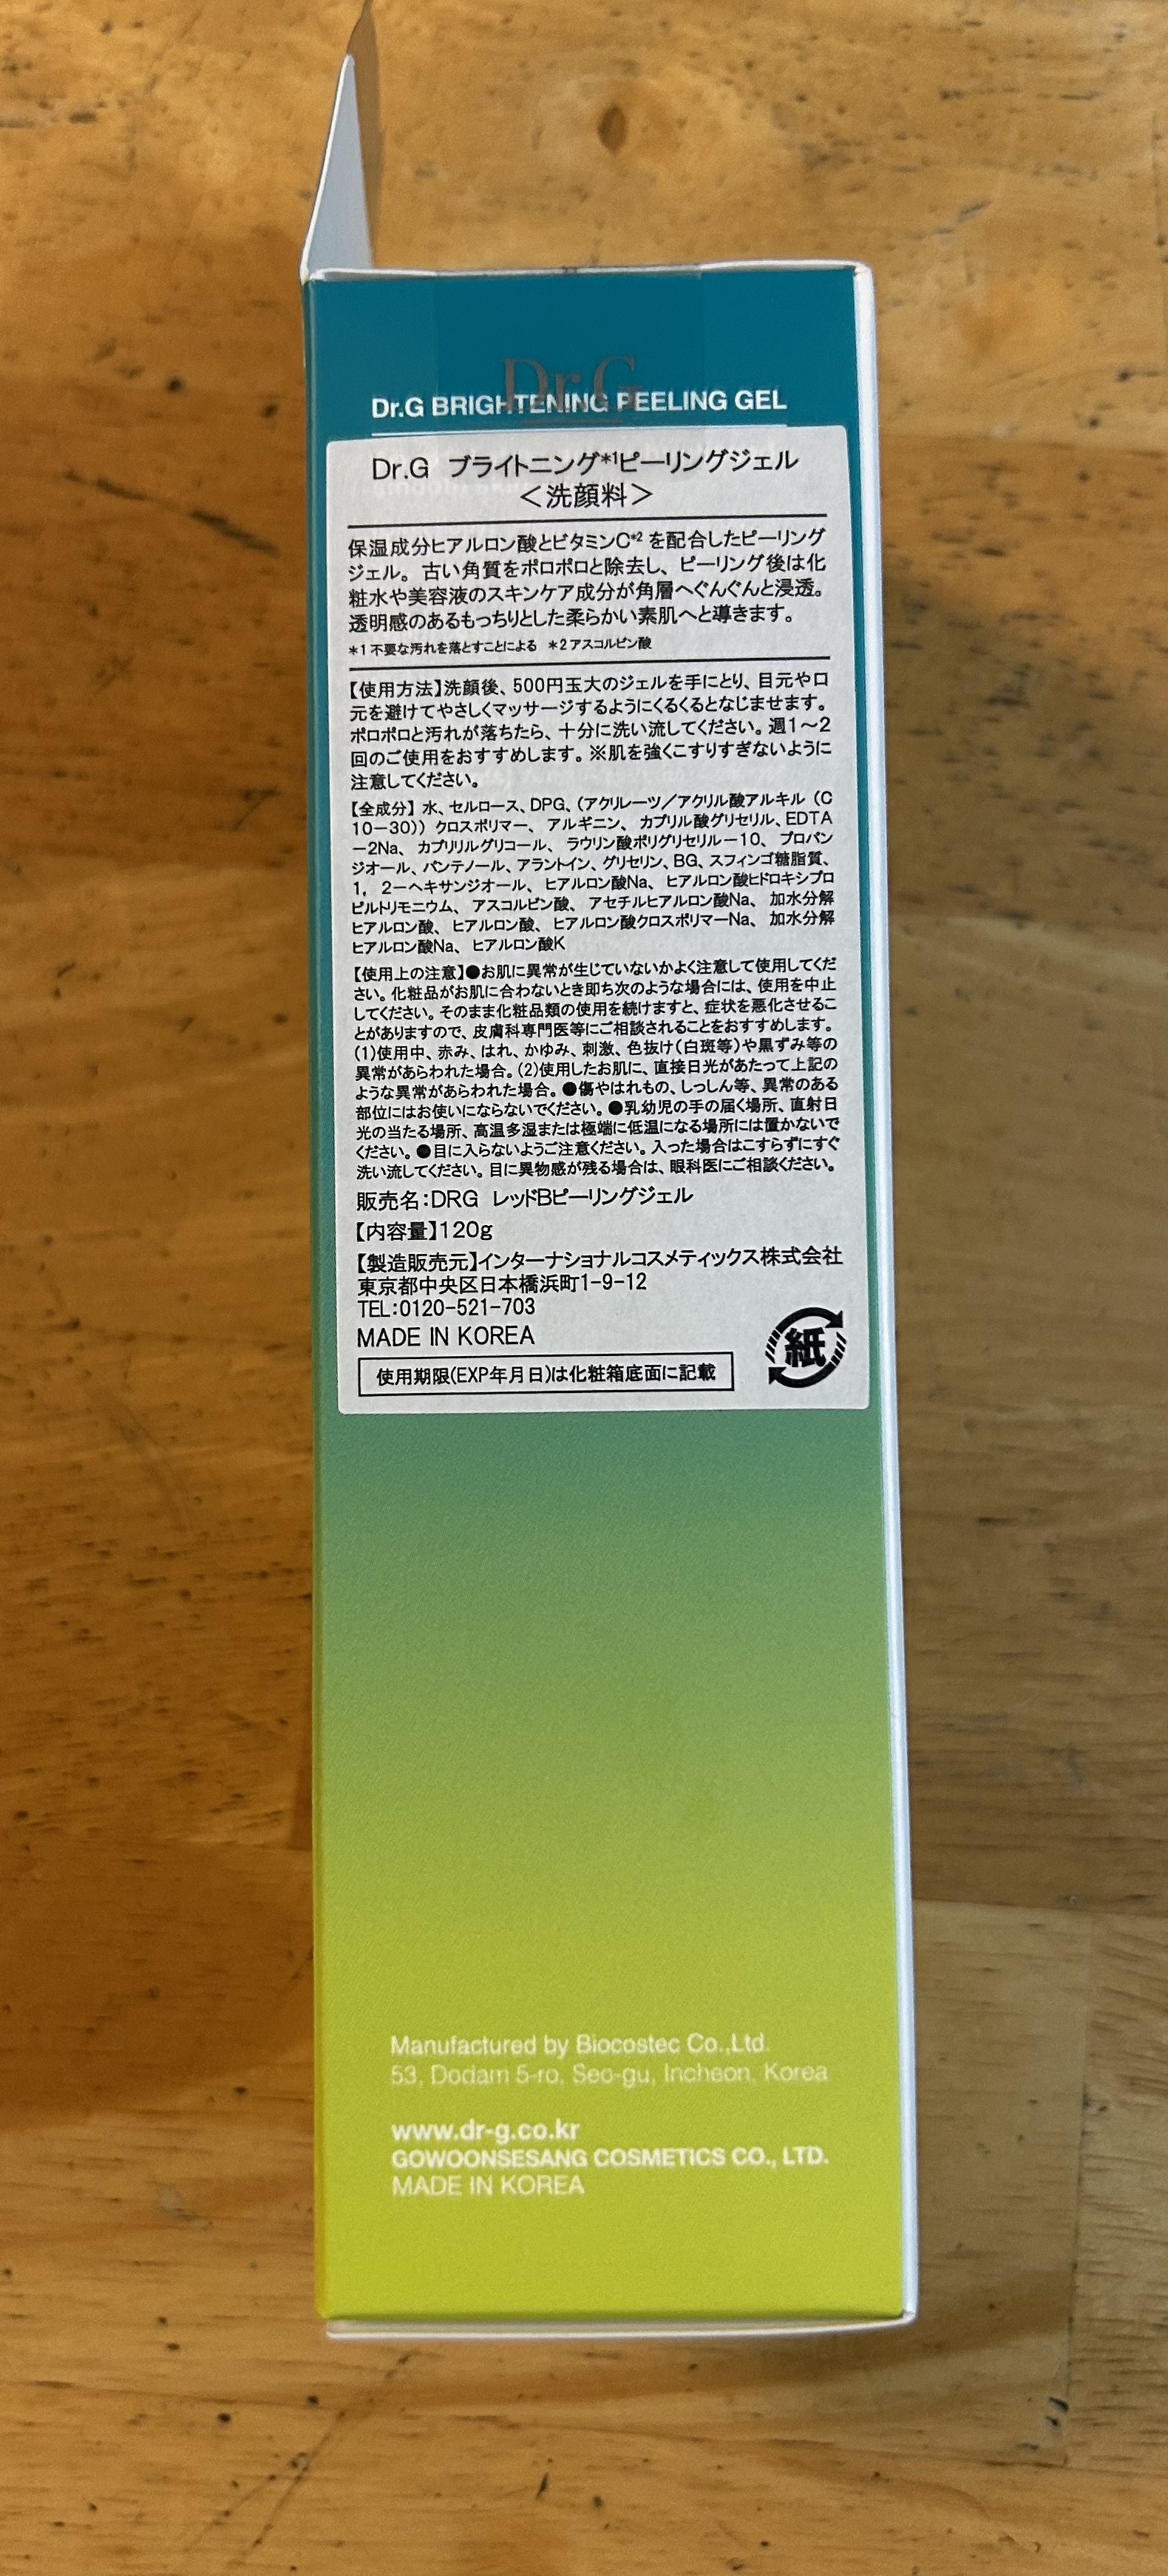 Dr.G
Dr.G BRIGHTENING PEELING GEL
Dr.G ブライトニング*1ピーリングジェル
<洗顔料>
保湿成分ヒアルロン酸とビタミンC*2 を配合したピーリング
ジェル。古い角質をポロポロと除去し、ピーリング後は化
粧水や美容液のスキンケア成分が角層へぐんぐんと浸透。
透明感のあるもっちりとした柔らかい素肌へと導きます。
*1 不要な汚れを落とすことによる *2 アスコルビン酸
【使用方法】洗顔後、500円玉大のジェルを手にとり、目元や口
元を避けてやさしくマッサージするようにくるくるとなじませます。
ポロポロと汚れが落ちたら、十分に洗い流してください。週1～2
回のご使用をおすすめします。※肌を強くこすりすぎないように
注意してください。
【全成分】 水、セルロース、DPG、(アクリレーツ／アクリル酸アルキル (C
10－30)) クロスポリマー、 アルギニン、 カプリル酸グリセリル、EDTA
－2Na、 カプリリルグリコール、 ラウリン酸ポリグリセリル－10、 プロパン
ジオール、パンテノール、アラントイン、グリセリン、BG、スフィンゴ糖脂質、
1, 2－ヘキサンジオール、 ヒアルロン酸Na、 ヒアルロン酸ヒドロキシプロ
ピルトリモニウム、 アスコルビン酸、 アセチルヒアルロン酸Na、 加水分解
ヒアルロン酸、 ヒアルロン酸、 ヒアルロン酸クロスポリマーNa、 加水分解
ヒアルロン酸Na、 ヒアルロン酸K
【使用上の注意】●お肌に異常が生じていないかよく注意して使用してくだ
さい。化粧品がお肌に合わないとき即ち次のような場合には、使用を中止
してください。そのまま化粧品類の使用を続けますと、症状を悪化させるこ
とがありますので、皮膚科専門医等にご相談されることをおすすめします。
(1)使用中、赤み、はれ、かゆみ、刺激、色抜け(白斑等)や黒ずみ等の
異常があらわれた場合。(2)使用したお肌に、直接日光があたって上記の
ような異常があらわれた場合。●傷やはれもの、しっしん等、異常のある
部位にはお使いにならないでください。●乳幼児の手の届く場所、直射日
光の当たる場所、高温多湿または極端に低温になる場所には置かないで
ください。●目に入らないようご注意ください。入った場合はこすらずにすぐ
洗い流してください。目に異物感が残る場合は、眼科医にご相談ください。
販売名：DRG レッドBピーリングジェル
【内容量】120g
【製造販売元】インターナショナルコスメティックス株式会社
東京都中央区日本橋浜町1-9-12
TEL：0120-521-703
MADE IN KOREA
紙
使用期限(EXP年月日)は化粧箱底面に記載
Manufactured by Biocostec Co.,Ltd.
53, Dodam 5-ro, Seo-gu, Incheon, Korea
www.dr-g.co.kr
GOWOONSESANG COSMETICS CO., LTD.
MADE IN KOREA